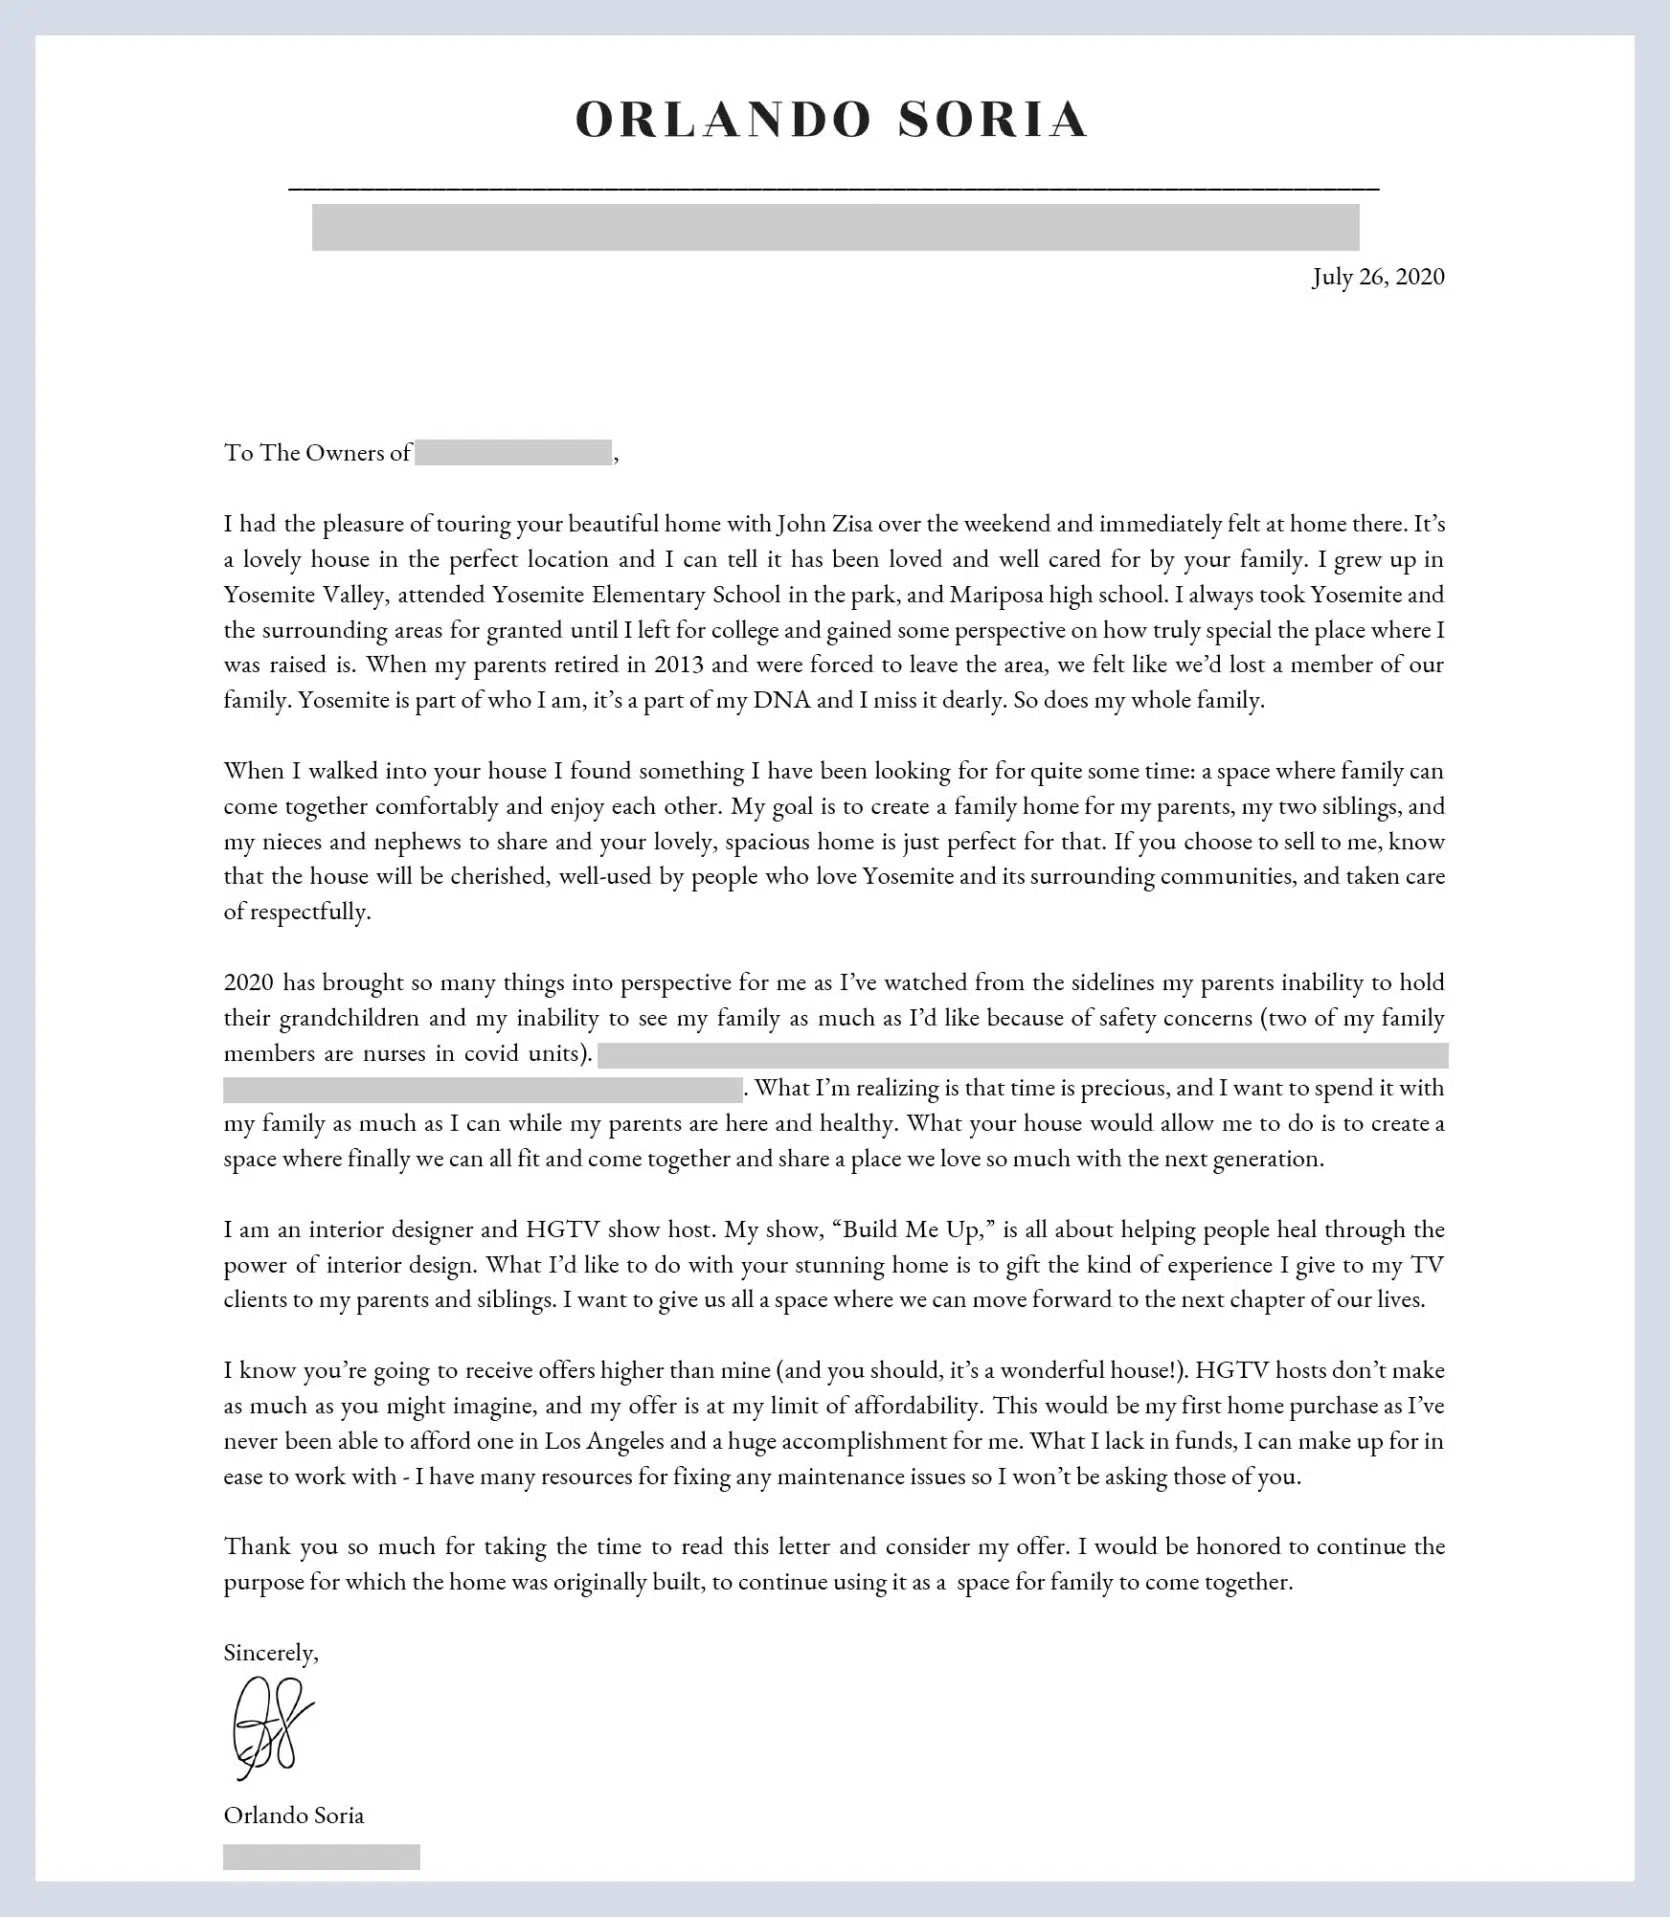 ORLANDO SORIA
July 26, 2020
To The Owners of ,
I had the pleasure of touring your beautiful home with John Zisa over the weekend and immediately felt at home there. It’s
a lovely house in the perfect location and I can tell it has been loved and well cared for by your family. I grew up in
Yosemite Valley, attended Yosemite Elementary School in the park, and Mariposa high school. I always took Yosemite and
the surrounding areas for granted until I left for college and gained some perspective on how truly special the place where I
was raised is. When my parents retired in 2013 and were forced to leave the area, we felt like we’d lost a member of our
family. Yosemite is part of who I am, it’s a part of my DNA and I miss it dearly. So does my whole family.
When I walked into your house I found something I have been looking for for quite some time: a space where family can
come together comfortably and enjoy each other. My goal is to create a family home for my parents, my two siblings, and
my nieces and nephews to share and your lovely, spacious home is just perfect for that. If you choose to sell to me, know
that the house will be cherished, well-used by people who love Yosemite and its surrounding communities, and taken care
of respectfully.
2020 has brought so many things into perspective for me as I’ve watched from the sidelines my parents inability to hold
their grandchildren and my inability to see my family as much as I’d like because of safety concerns (two of my family
members are nurses in covid units).
. What I’m realizing is that time is precious, and I want to spend it with
my family as much as I can while my parents are here and healthy. What your house would allow me to do is to create a
space where finally we can all fit and come together and share a place we love so much with the next generation.
I am an interior designer and HGTV show host. My show, “Build Me Up,” is all about helping people heal through the
power of interior design. What I’d like to do with your stunning home is to gift the kind of experience I give to my TV
clients to my parents and siblings. I want to give us all a space where we can move forward to the next chapter of our lives.
I know you’re going to receive offers higher than mine (and you should, it’s a wonderful house!). HGTV hosts don’t make
as much as you might imagine, and my offer is at my limit of affordability. This would be my first home purchase as I’ve
never been able to afford one in Los Angeles and a huge accomplishment for me. What I lack in funds, I can make up for in
ease to work with - I have many resources for fixing any maintenance issues so I won’t be asking those of you.
Thank you so much for taking the time to read this letter and consider my offer. I would be honored to continue the
purpose for which the home was originally built, to continue using it as a space for family to come together.
Sincerely,
Orlando Soria